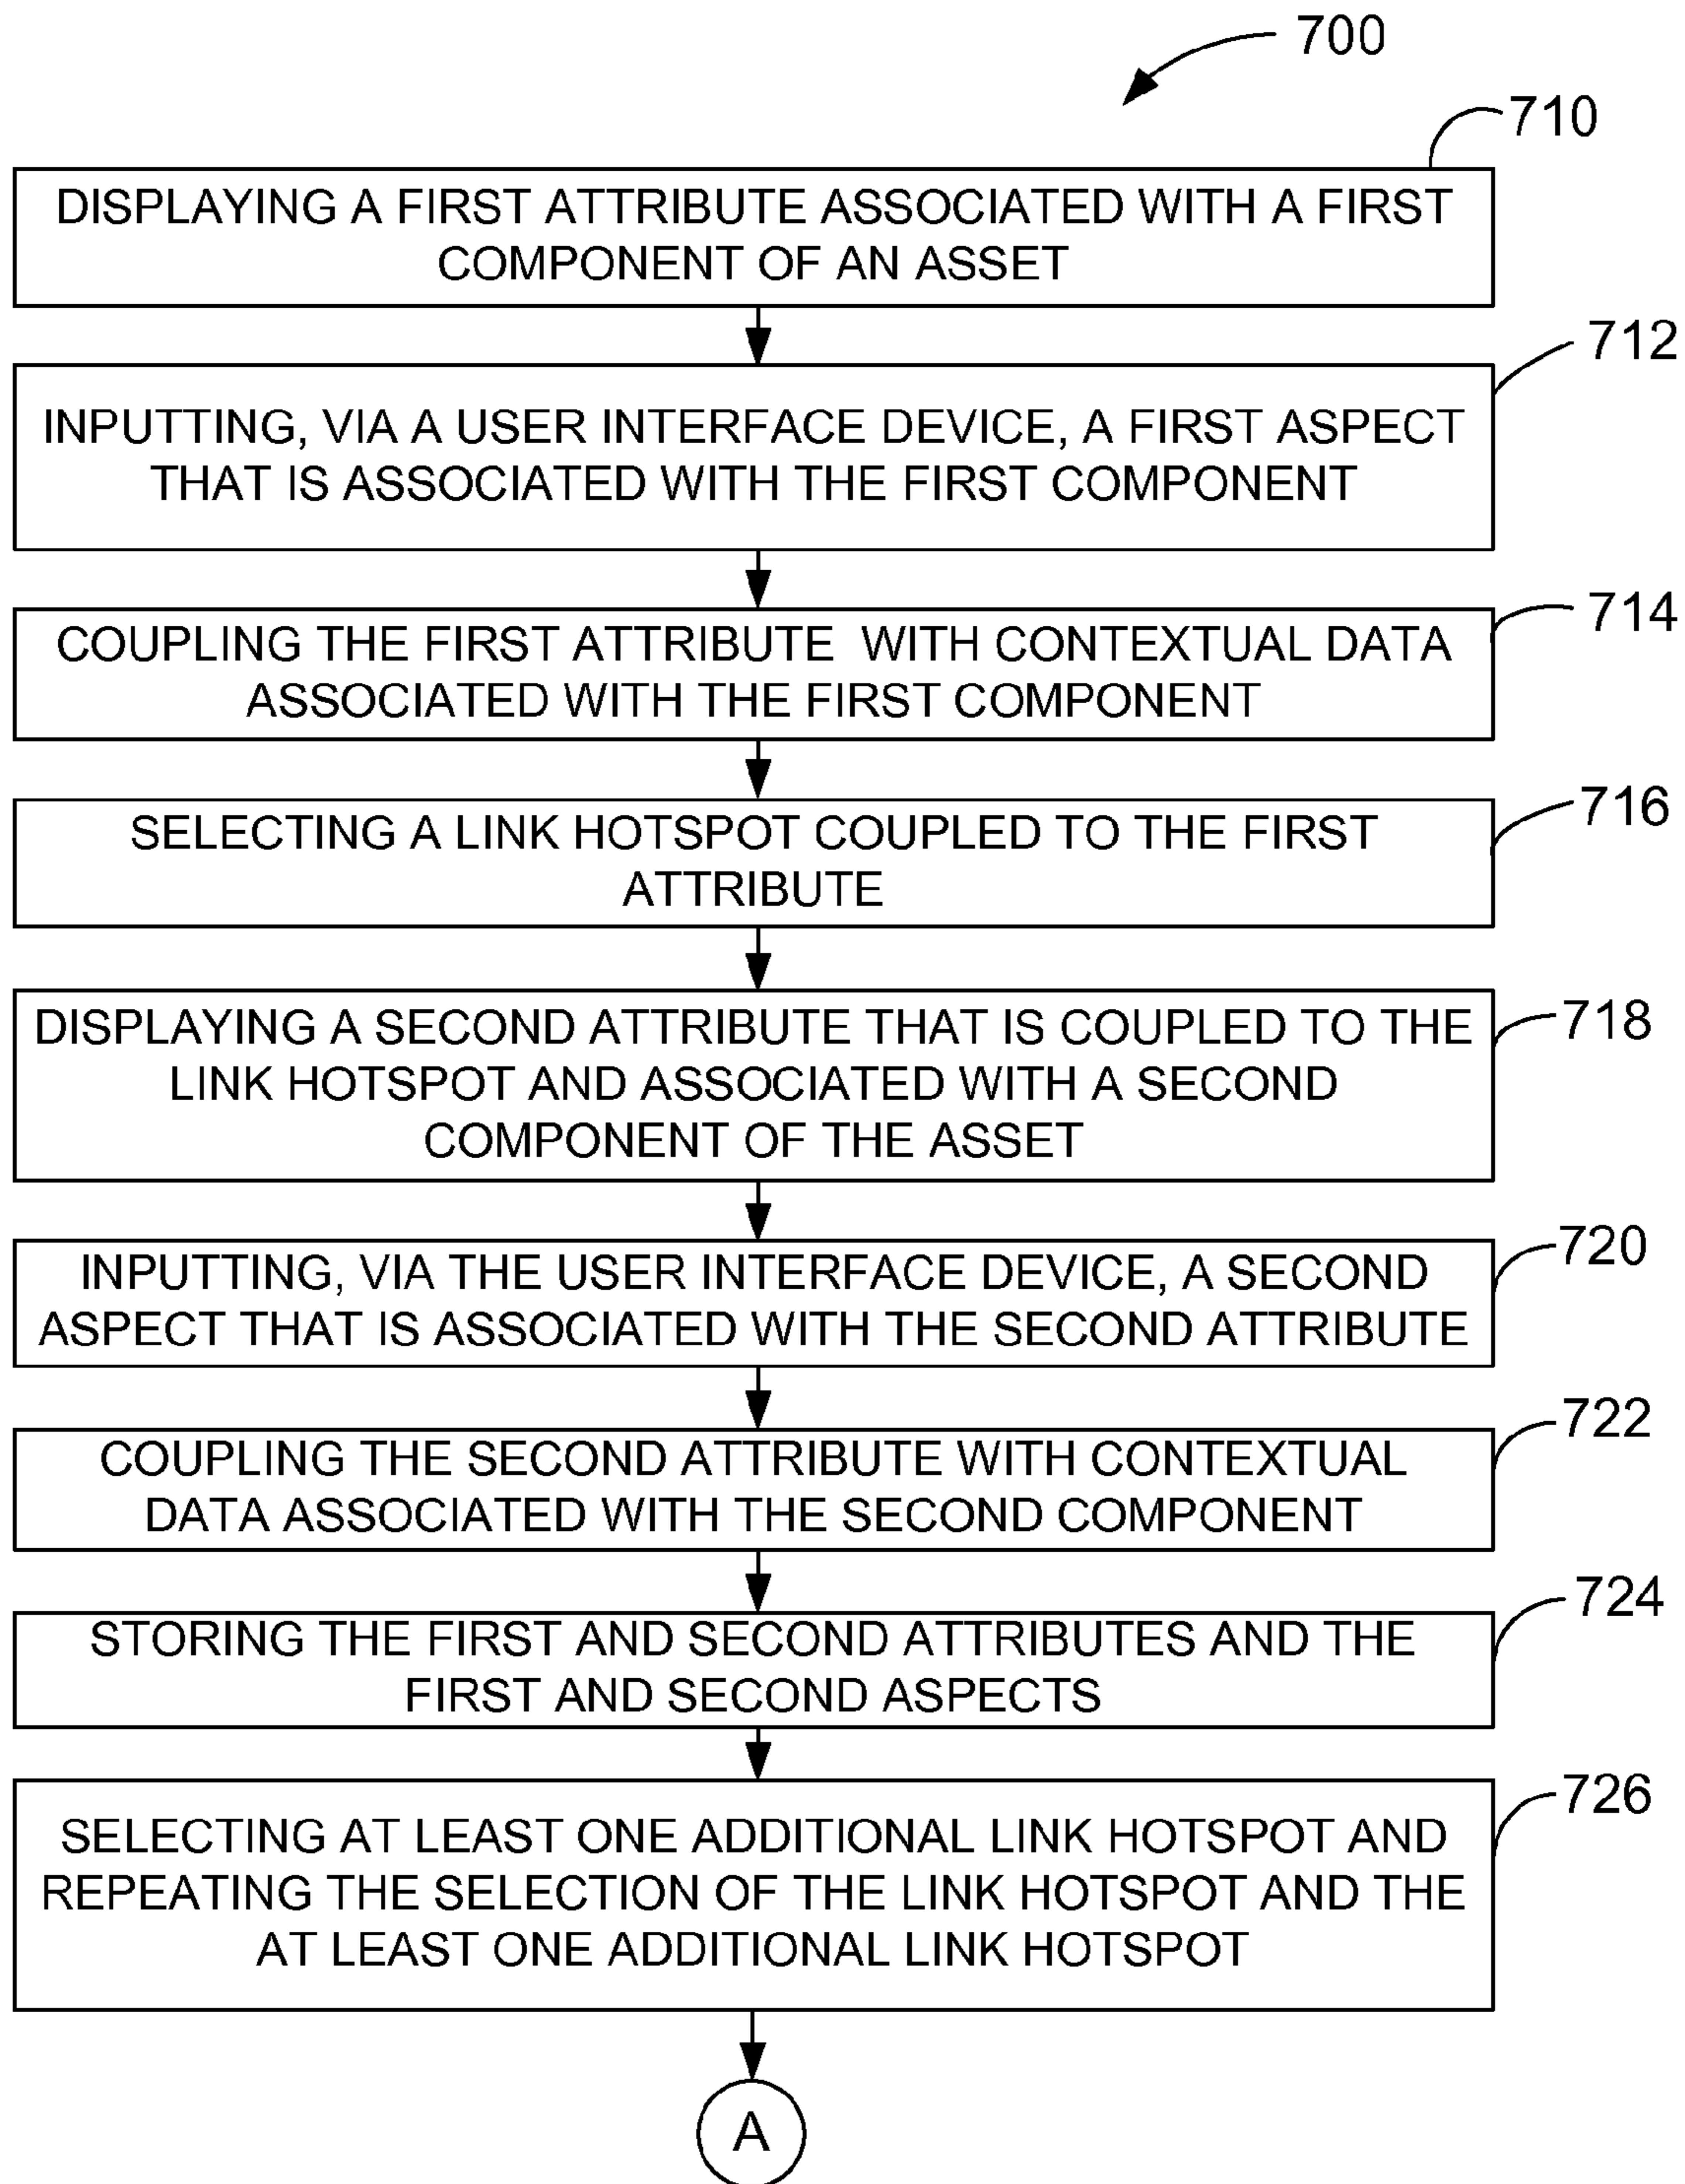 700
710
DISPLAYING A FIRST ATTRIBUTE ASSOCIATED WITH A FIRST
COMPONENT OF AN ASSET
712
INPUTTING, VIA A USER INTERFACE DEVICE, A FIRST ASPECT
THAT IS ASSOCIATED WITH THE FIRST COMPONENT
714
COUPLING THE FIRST ATTRIBUTE WITH CONTEXTUAL DATA
ASSOCIATED WITH THE FIRST COMPONENT
716
SELECTING A LINK HOTSPOT COUPLED TO THE FIRST
ATTRIBUTE
718
DISPLAYING A SECOND ATTRIBUTE THAT IS COUPLED TO THE
LINK HOTSPOT AND ASSOCIATED WITH A SECOND
COMPONENT OF THE ASSET
720
INPUTTING, VIA THE USER INTERFACE DEVICE, A SECOND
ASPECT THAT IS ASSOCIATED WITH THE SECOND ATTRIBUTE
722
COUPLING THE SECOND ATTRIBUTE WITH CONTEXTUAL
DATA ASSOCIATED WITH THE SECOND COMPONENT
724
STORING THE FIRST AND SECOND ATTRIBUTES AND THE
FIRST AND SECOND ASPECTS
726
SELECTING AT LEAST ONE ADDITIONAL LINK HOTSPOT AND
REPEATING THE SELECTION OF THE LINK HOTSPOT AND THE
AT LEAST ONE ADDITIONAL LINK HOTSPOT
A